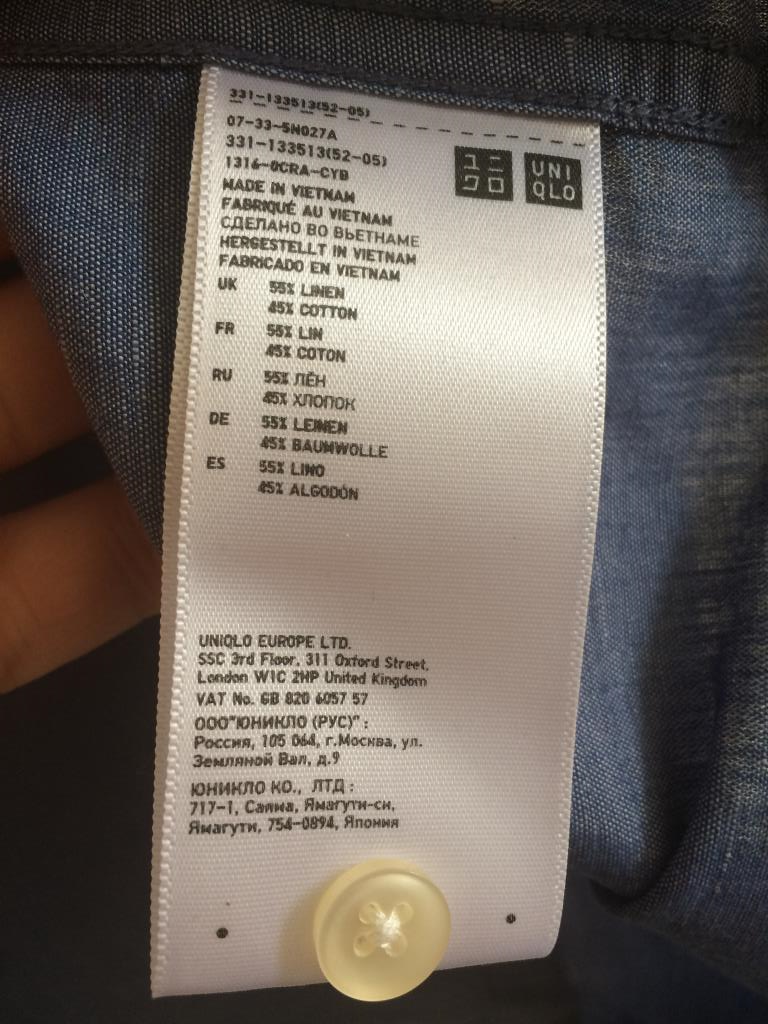 331-133513(52-05)
07-33-5N027A
331-133513(52-05)
1316-0CRA-CYB
ユニ
クロ
UNI
QLO
MADE IN VIETNAM
FABRIQUÉ AU VIETNAM
СДЕЛАНО ВО ВЬЕТНАМЕ
HERGESTELLT IN VIETNAM
FABRICADO EN VIETNAM
UK 55% LINEN
45% COTTON
FR 55% LIN
45% COTON
RU 55% ЛЁН
45% ХЛОПОК
DE 55% LEINEN
45% BAUMWOLLE
ES 55% LINO
45% ALGODÓN
UNIQLO EUROPE LTD.
SSC 3rd Floor, 311 Oxford Street,
London W1C 2HP United Kingdom
VAT No. GB 820 6057 57
ООО"ЮНИКЛО (РУС)" :
Россия, 105 064, г.Москва, ул.
Земляной Вал, д.9
ЮНИКЛО КО., ЛТД :
717-1, Саяма, Ямагути-си,
Ямагути, 754-0894, Япония